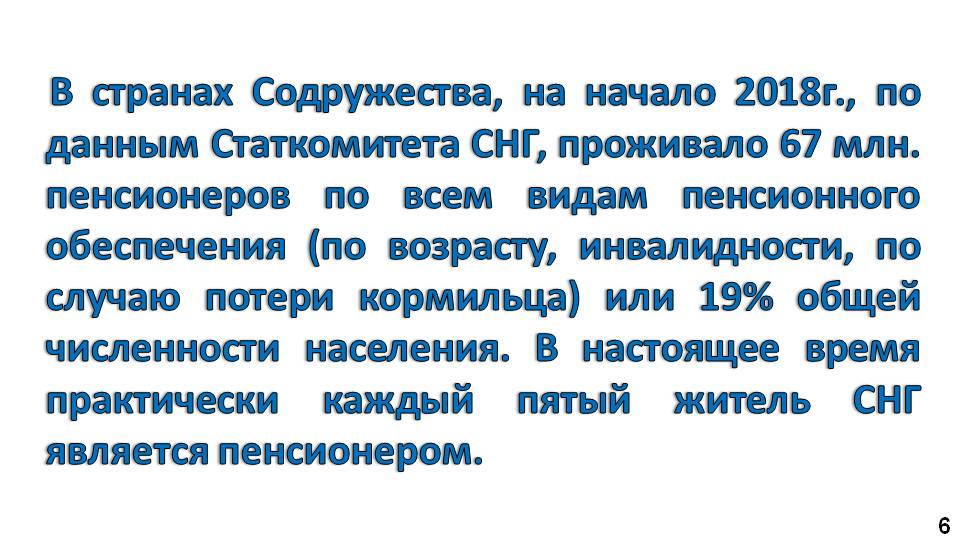 В странах Содружества, на начало 2018г., по
данным Статкомитета СНГ, проживало 67 млн.
пенсионеров по всем видам пенсионного
обеспечения (по возрасту, инвалидности, по
случаю потери кормильца) или 19% общей
численности населения. В настоящее время
практически каждый пятый житель СНГ
является пенсионером.
6